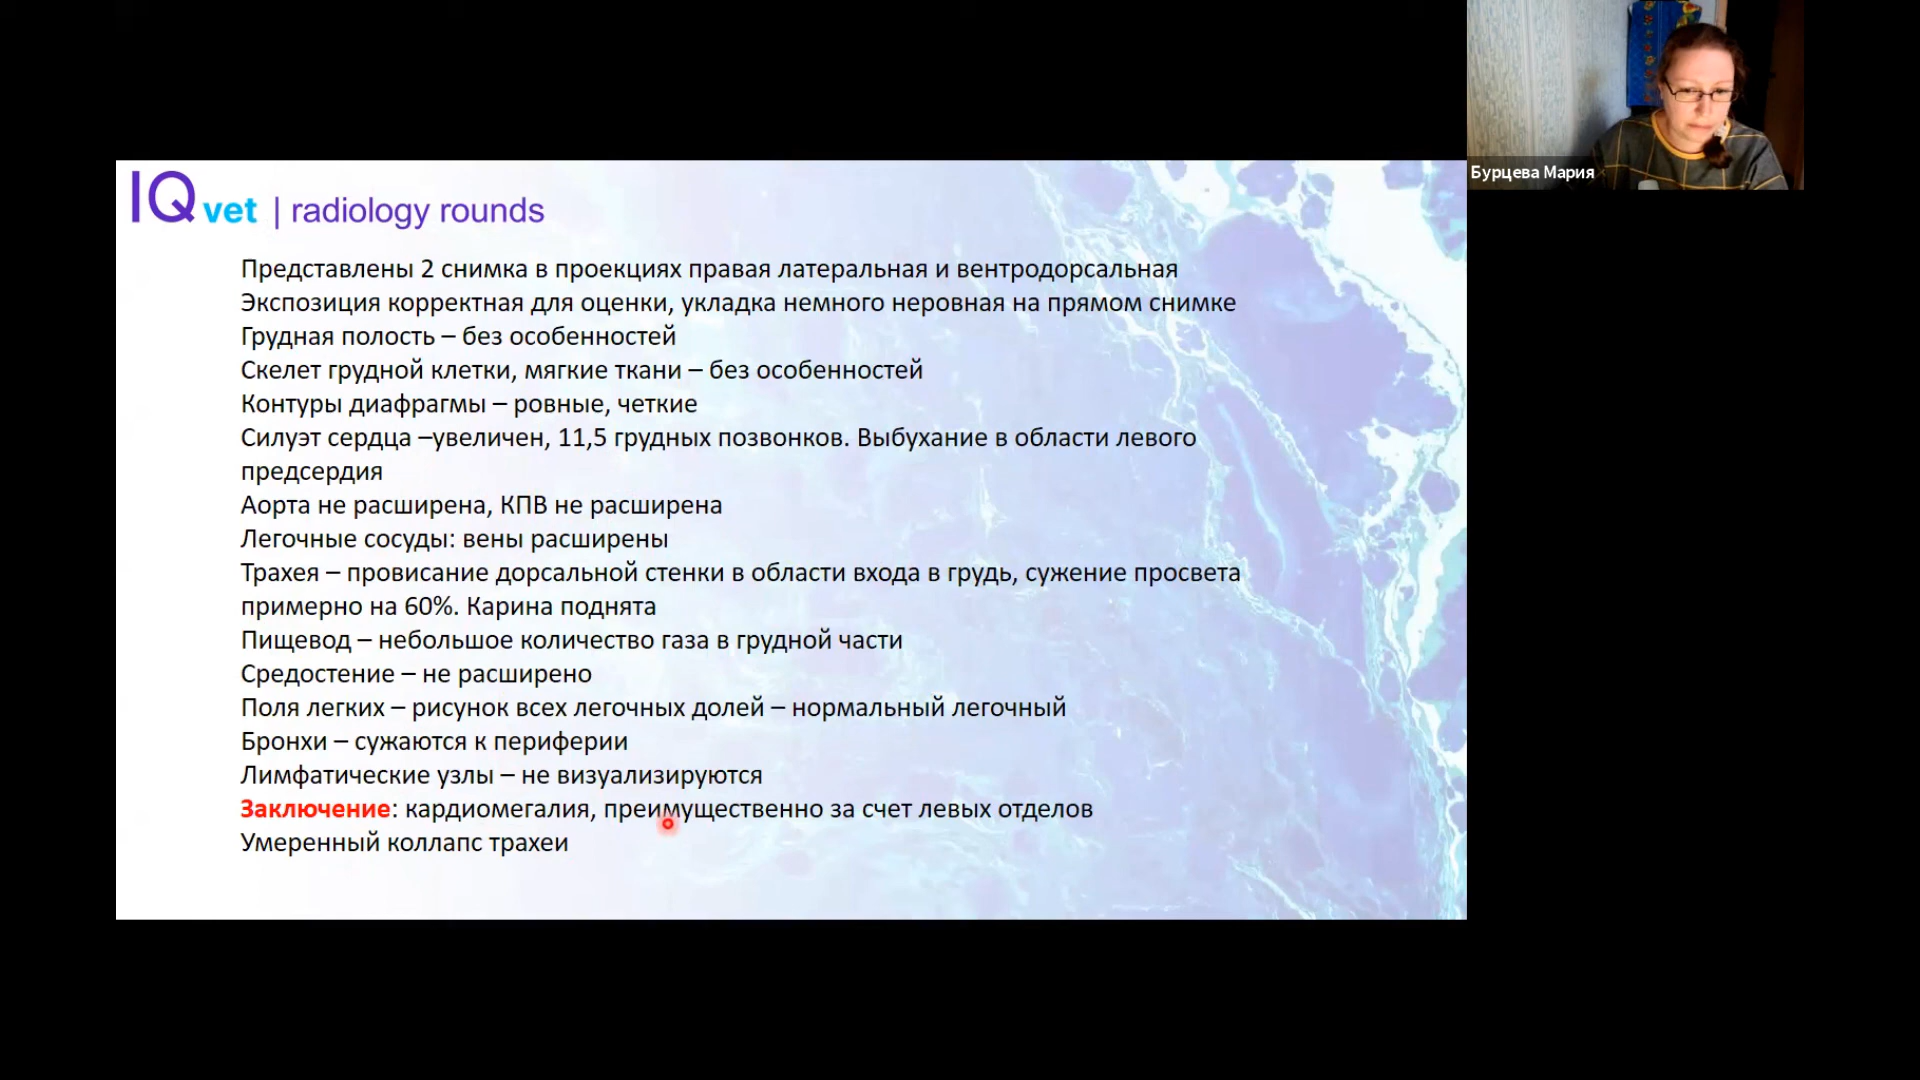 IQ vet | radiology rounds
Бурцева Мария
Представлены 2 снимка в проекциях правая латеральная и вентродорсальная
Экспозиция корректная для оценки, укладка немного неровная на прямом снимке
Грудная полость – без особенностей
Скелет грудной клетки, мягкие ткани – без особенностей
Контуры диафрагмы – ровные, четкие
Силуэт сердца –увеличен, 11,5 грудных позвонков. Выбухание в области левого
предсердия
Аорта не расширена, КПВ не расширена
Легочные сосуды: вены расширены
Трахея – провисание дорсальной стенки в области входа в грудь, сужение просвета
примерно на 60%. Карина поднята
Пищевод – небольшое количество газа в грудной части
Средостение – не расширено
Поля легких – рисунок всех легочных долей – нормальный легочный
Бронхи – сужаются к периферии
Лимфатические узлы – не визуализируются
Заключение: кардиомегалия, преимущественно за счет левых отделов
Умеренный коллапс трахеи